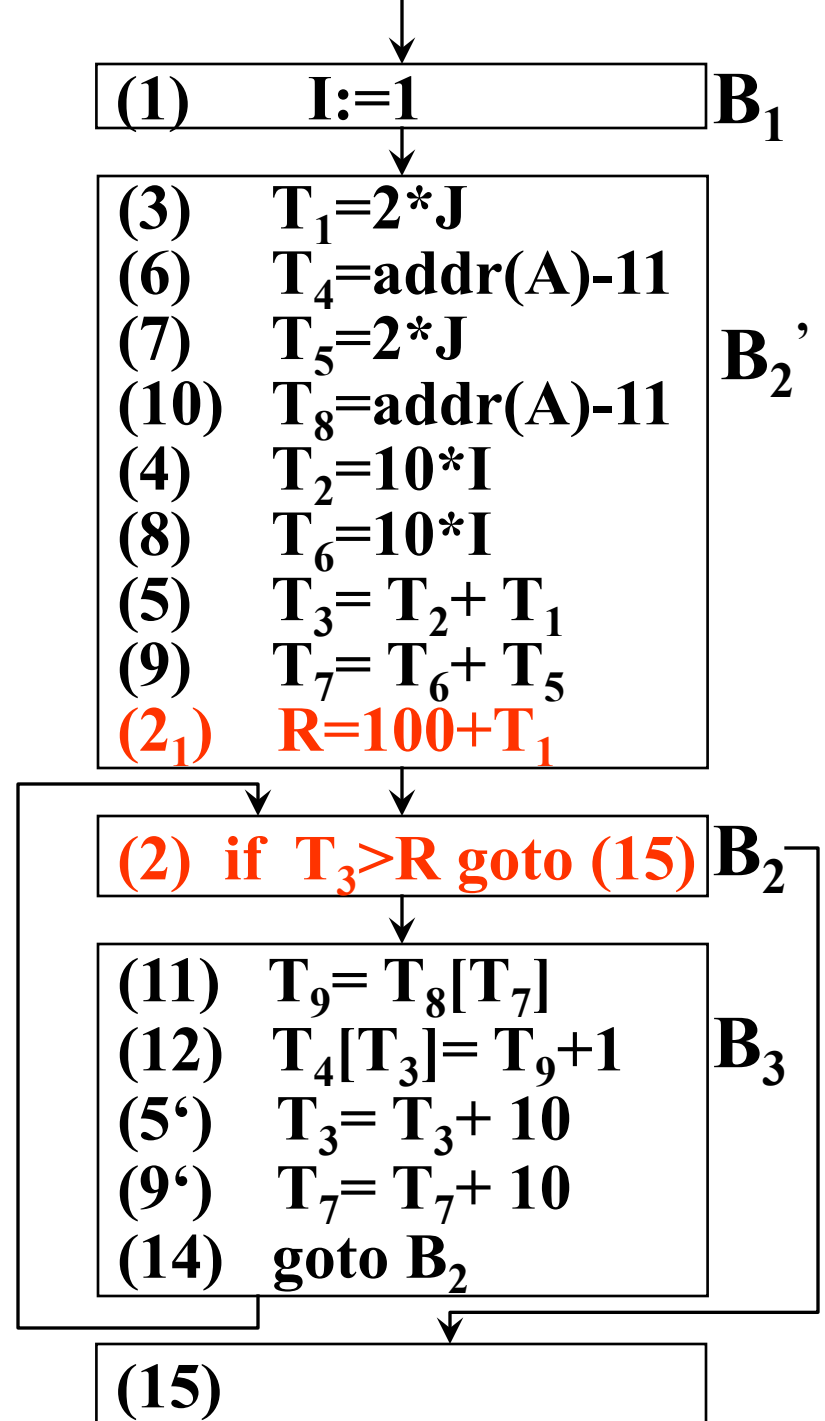 (1) I:=1 B₁
(3) T₁=2*J
(6) T₄=addr(A)-11
(7) T₅=2*J
B₂’
(10) T₈=addr(A)-11
(4) T₂=10*I
(8) T₆=10*I
(5) T₃= T₂+ T₁
(9) T₇= T₆+ T₅
(2₁) R=100+T₁
(2) if T₃>R goto (15) B₂
(11) T₉= T₈[T₇]
(12) T₄[T₃]= T₉+1 B₃
(5‘) T₃= T₃+ 10
(9‘) T₇= T₇+ 10
(14) goto B₂
(15)